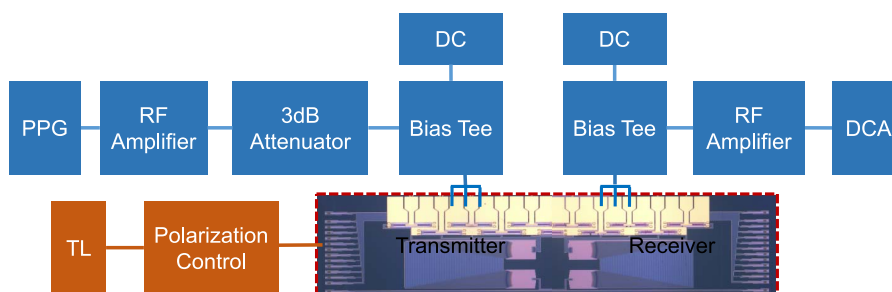 DC
DC
PPG
RF
Amplifier
3dB
Attenuator
Bias Tee
Bias Tee
RF
Amplifier
DCA
TL
Polarization
Control
Transmitter
Receiver